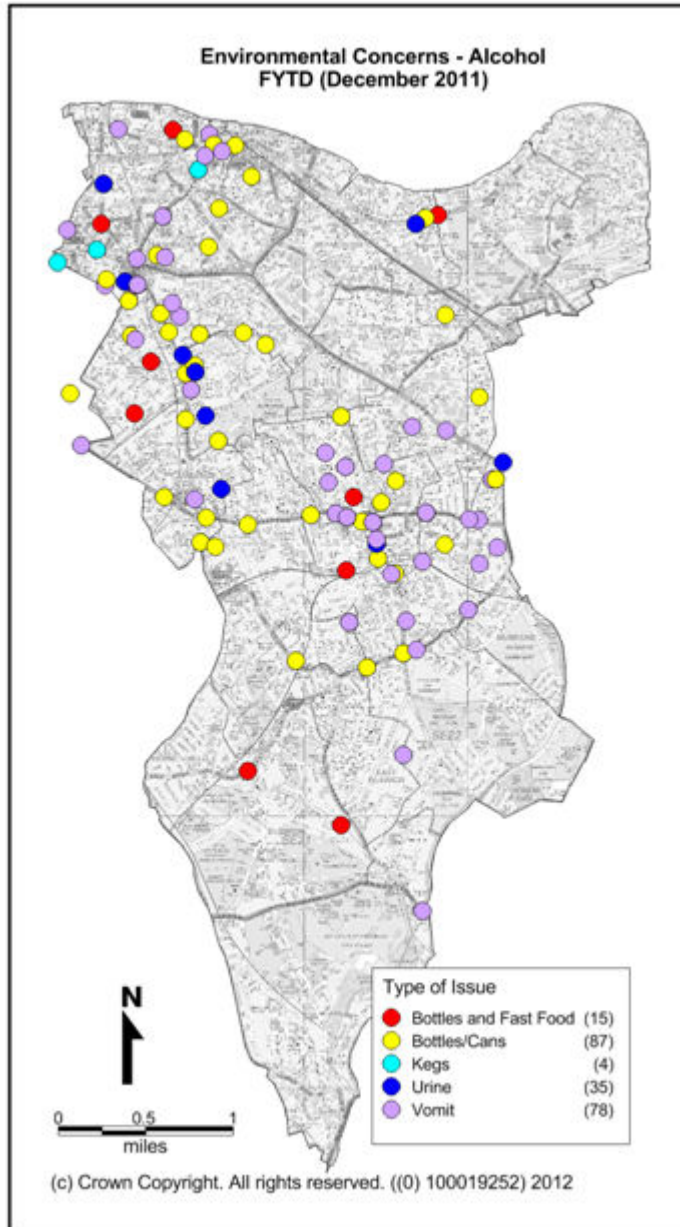 Environmental Concerns - Alcohol
FYTD (December 2011)
N
0 0.5 1
miles
Type of Issue
Bottles and Fast Food (15)
Bottles/Cans (87)
Kegs (4)
Urine (35)
Vomit (78)
(c) Crown Copyright. All rights reserved. ((0) 100019252) 2012